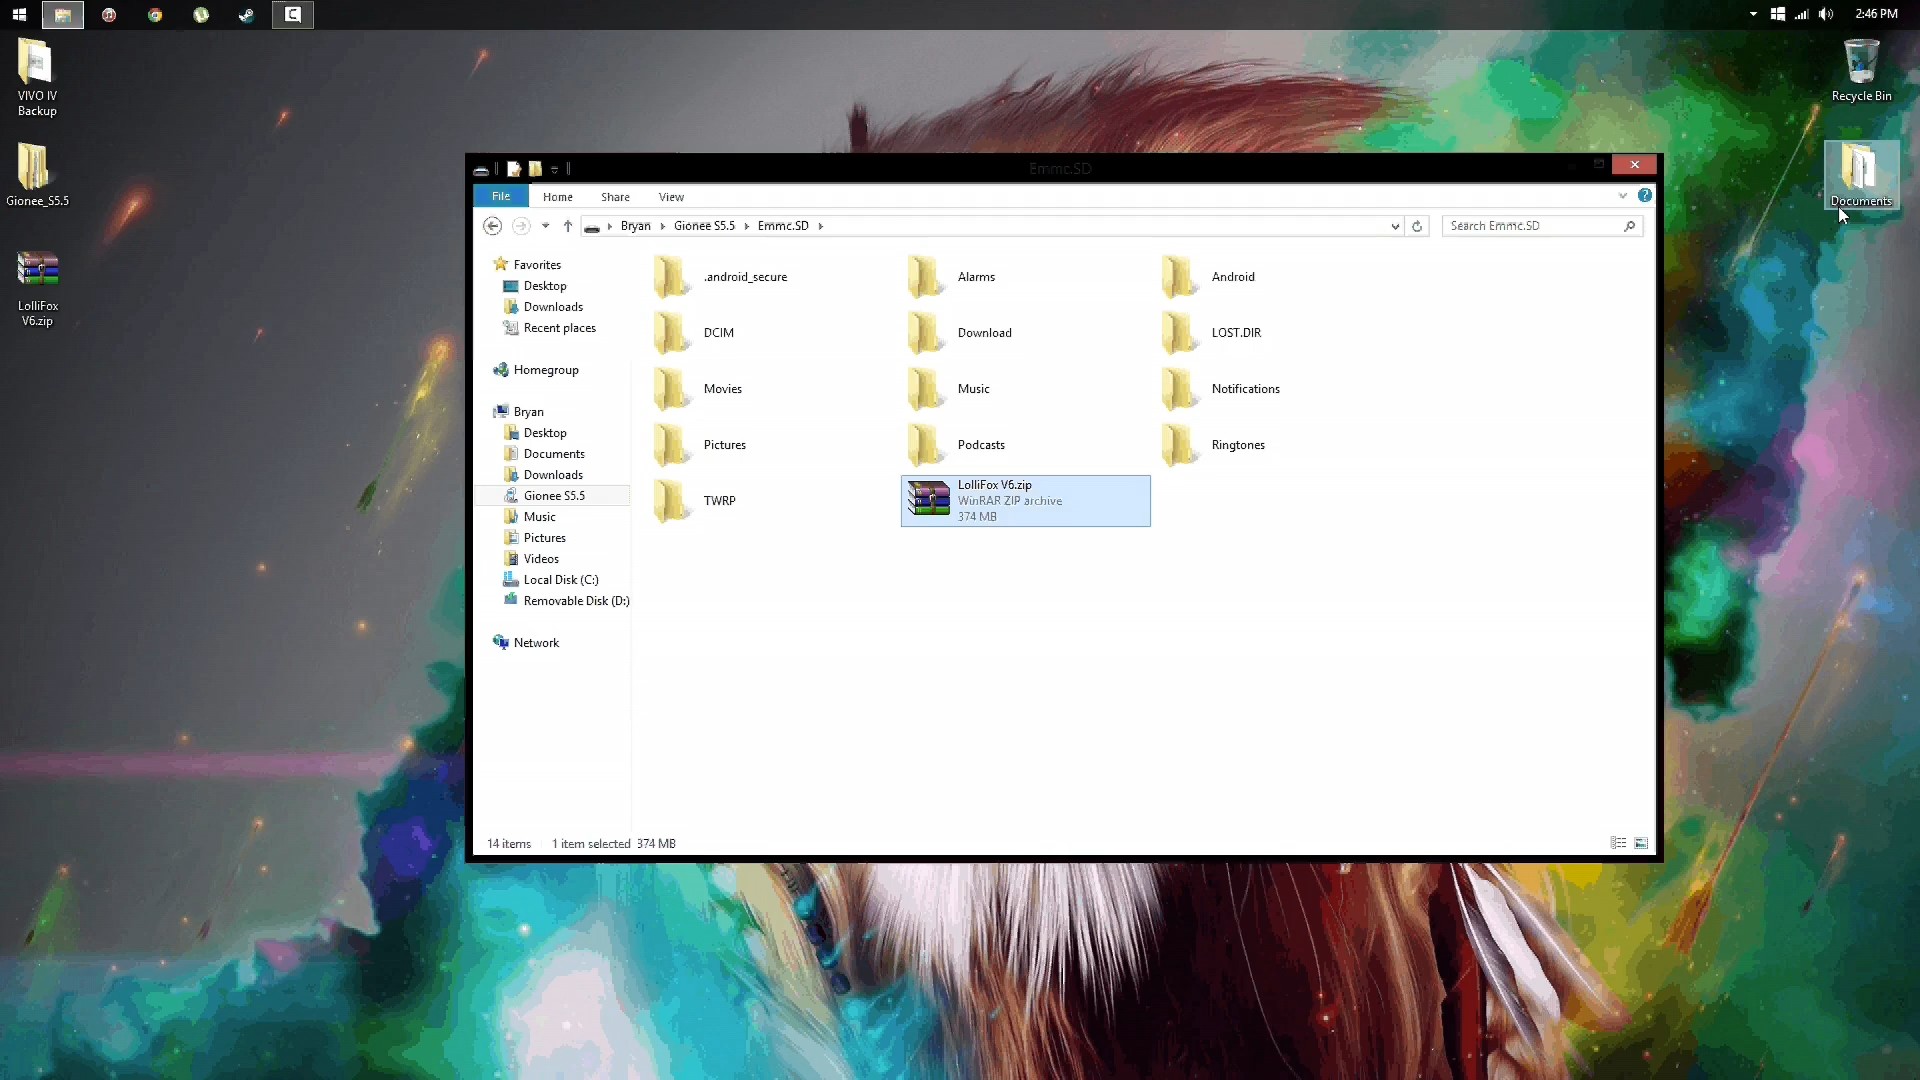 2:46 PM
VIVO IV
Backup
Gionee_S5.5
LolliFox
V6.zip
Recycle Bin
Documents
Emmc.SD
File Home Share View
Bryan Gionee S5.5 Emmc.SD
Search Emmc.SD
Favorites
Desktop
Downloads
Recent places
Homegroup
Bryan
Desktop
Documents
Downloads
Gionee S5.5
Music
Pictures
Videos
Local Disk (C:)
Removable Disk (D:)
Network
.android_secure Alarms Android
DCIM Download LOST.DIR
Movies Music Notifications
Pictures Podcasts Ringtones
TWRP
LolliFox V6.zip
WinRAR ZIP archive
374 MB
14 items 1 item selected 374 MB